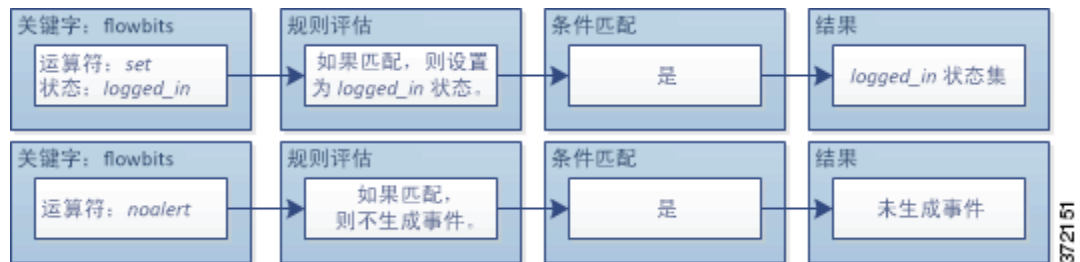 关键字：flowbits
运算符：set
状态：logged_in
规则评估
如果匹配，则设置
为 logged_in 状态。
条件匹配
是
结果
logged_in 状态集
关键字：flowbits
运算符：noalert
规则评估
如果匹配，
则不生成事件。
条件匹配
是
结果
未生成事件
372151